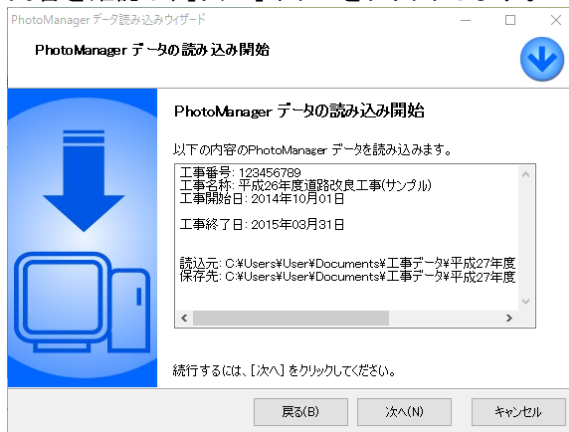 PhotoManager データ読み込みウィザード
PhotoManager データの読み込み開始
PhotoManager データの読み込み開始
以下の内容のPhotoManager データを読み込みます。
工事番号: 123456789
工事名称: 平成26年度道路改良工事(サンプル)
工事開始日: 2014年10月01日
工事終了日: 2015年03月31日
読込元: C:¥Users¥User¥Documents¥工事データ¥平成27年度
保存先: C:¥Users¥User¥Documents¥工事データ¥平成27年度
続行するには、[次へ] をクリックしてください。
戻る(B) 次へ(N) キャンセル